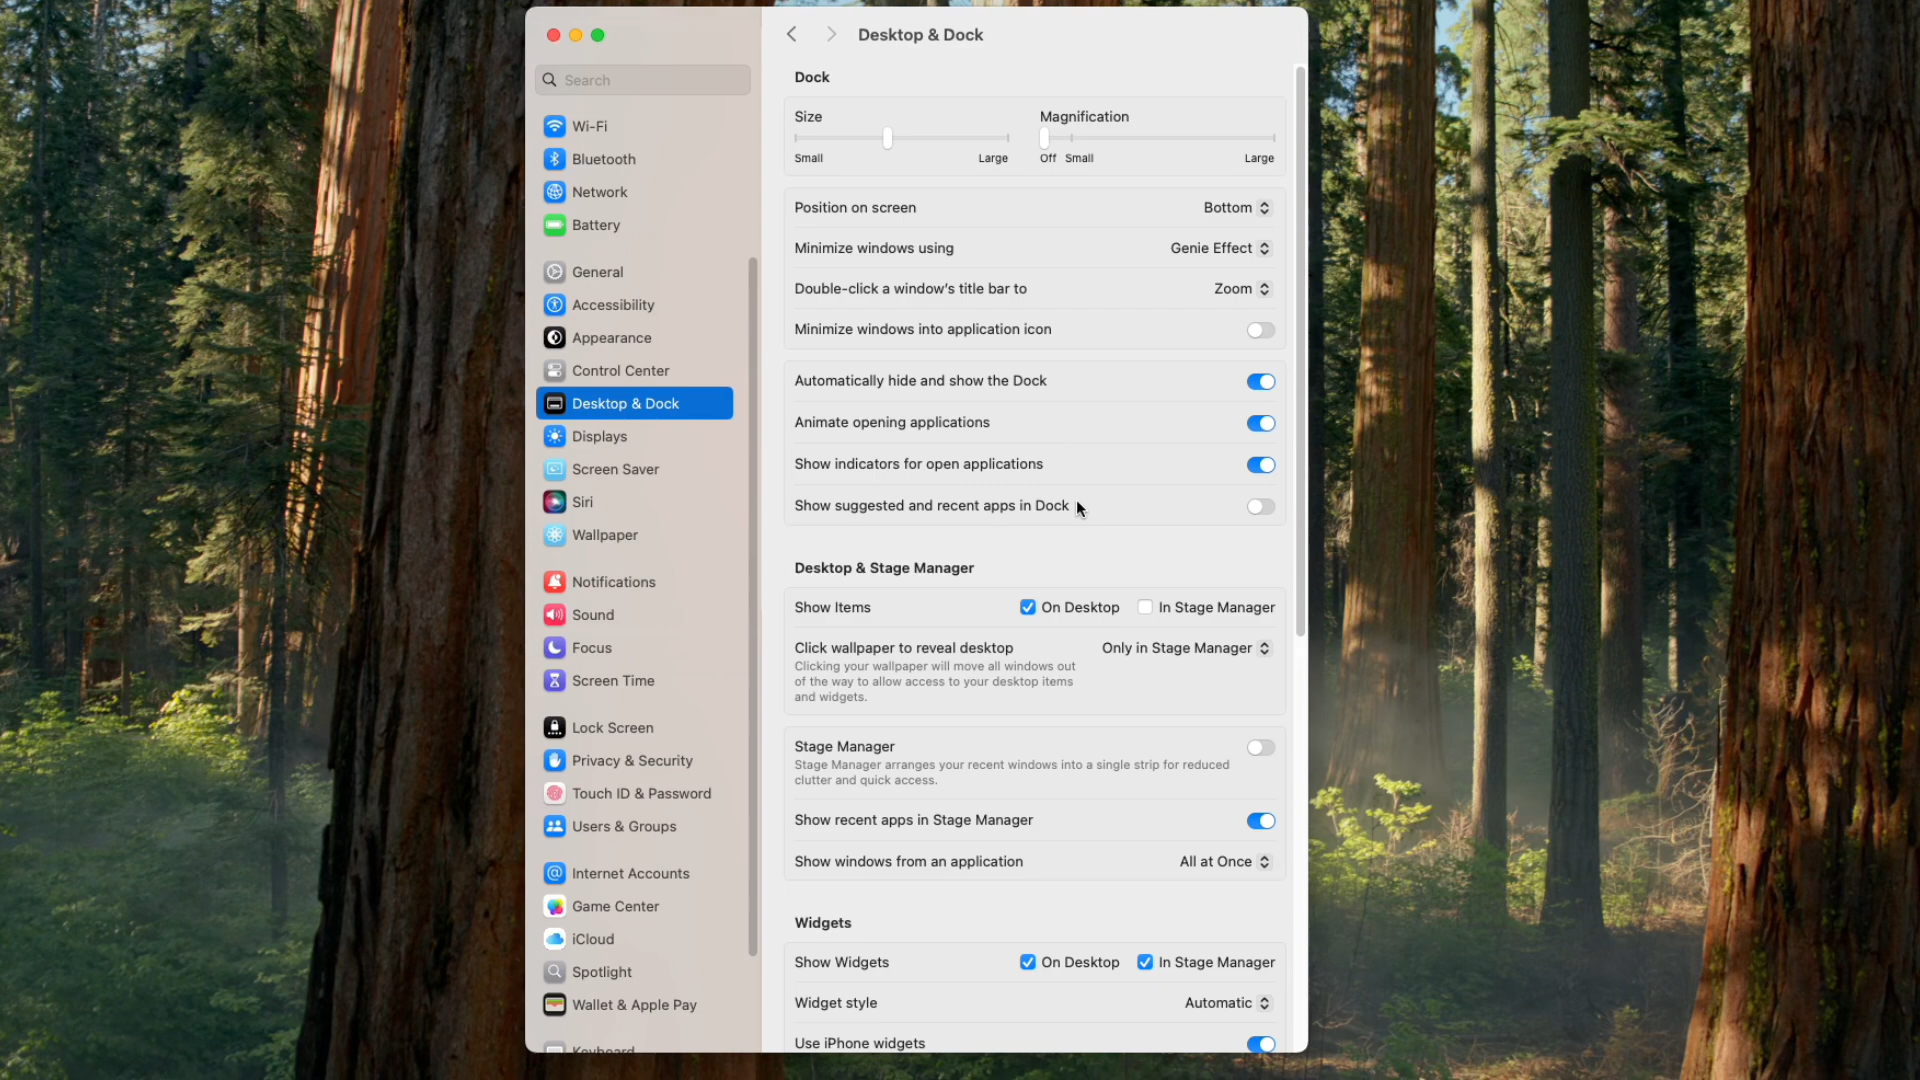 Search
Wi-Fi
Bluetooth
Network
Battery
General
Accessibility
Appearance
Control Center
Desktop & Dock
Displays
Screen Saver
Siri
Wallpaper
Notifications
Sound
Focus
Screen Time
Lock Screen
Privacy & Security
Touch ID & Password
Users & Groups
Internet Accounts
Game Center
iCloud
Spotlight
Wallet & Apple Pay
Keyboard
Desktop & Dock
Dock
Size Magnification
Small Large Off Small Large
Position on screen Bottom
Minimize windows using Genie Effect
Double-click a window's title bar to Zoom
Minimize windows into application icon
Automatically hide and show the Dock
Animate opening applications
Show indicators for open applications
Show suggested and recent apps in Dock
Desktop & Stage Manager
Show Items On Desktop In Stage Manager
Click wallpaper to reveal desktop Only in Stage Manager
Clicking your wallpaper will move all windows out
of the way to allow access to your desktop items
and widgets.
Stage Manager
Stage Manager arranges your recent windows into a single strip for reduced
clutter and quick access.
Show recent apps in Stage Manager
Show windows from an application All at Once
Widgets
Show Widgets On Desktop In Stage Manager
Widget style Automatic
Use iPhone widgets